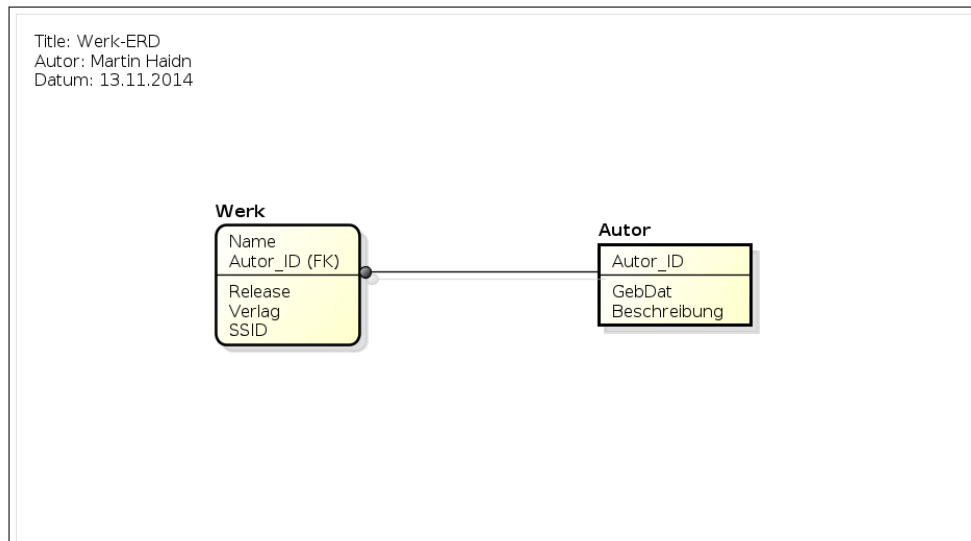 Title: Werk-ERD
Autor: Martin Haidn
Datum: 13.11.2014
Werk
Name
Autor_ID (FK)
Release
Verlag
SSID
Autor
Autor_ID
GebDat
Beschreibung